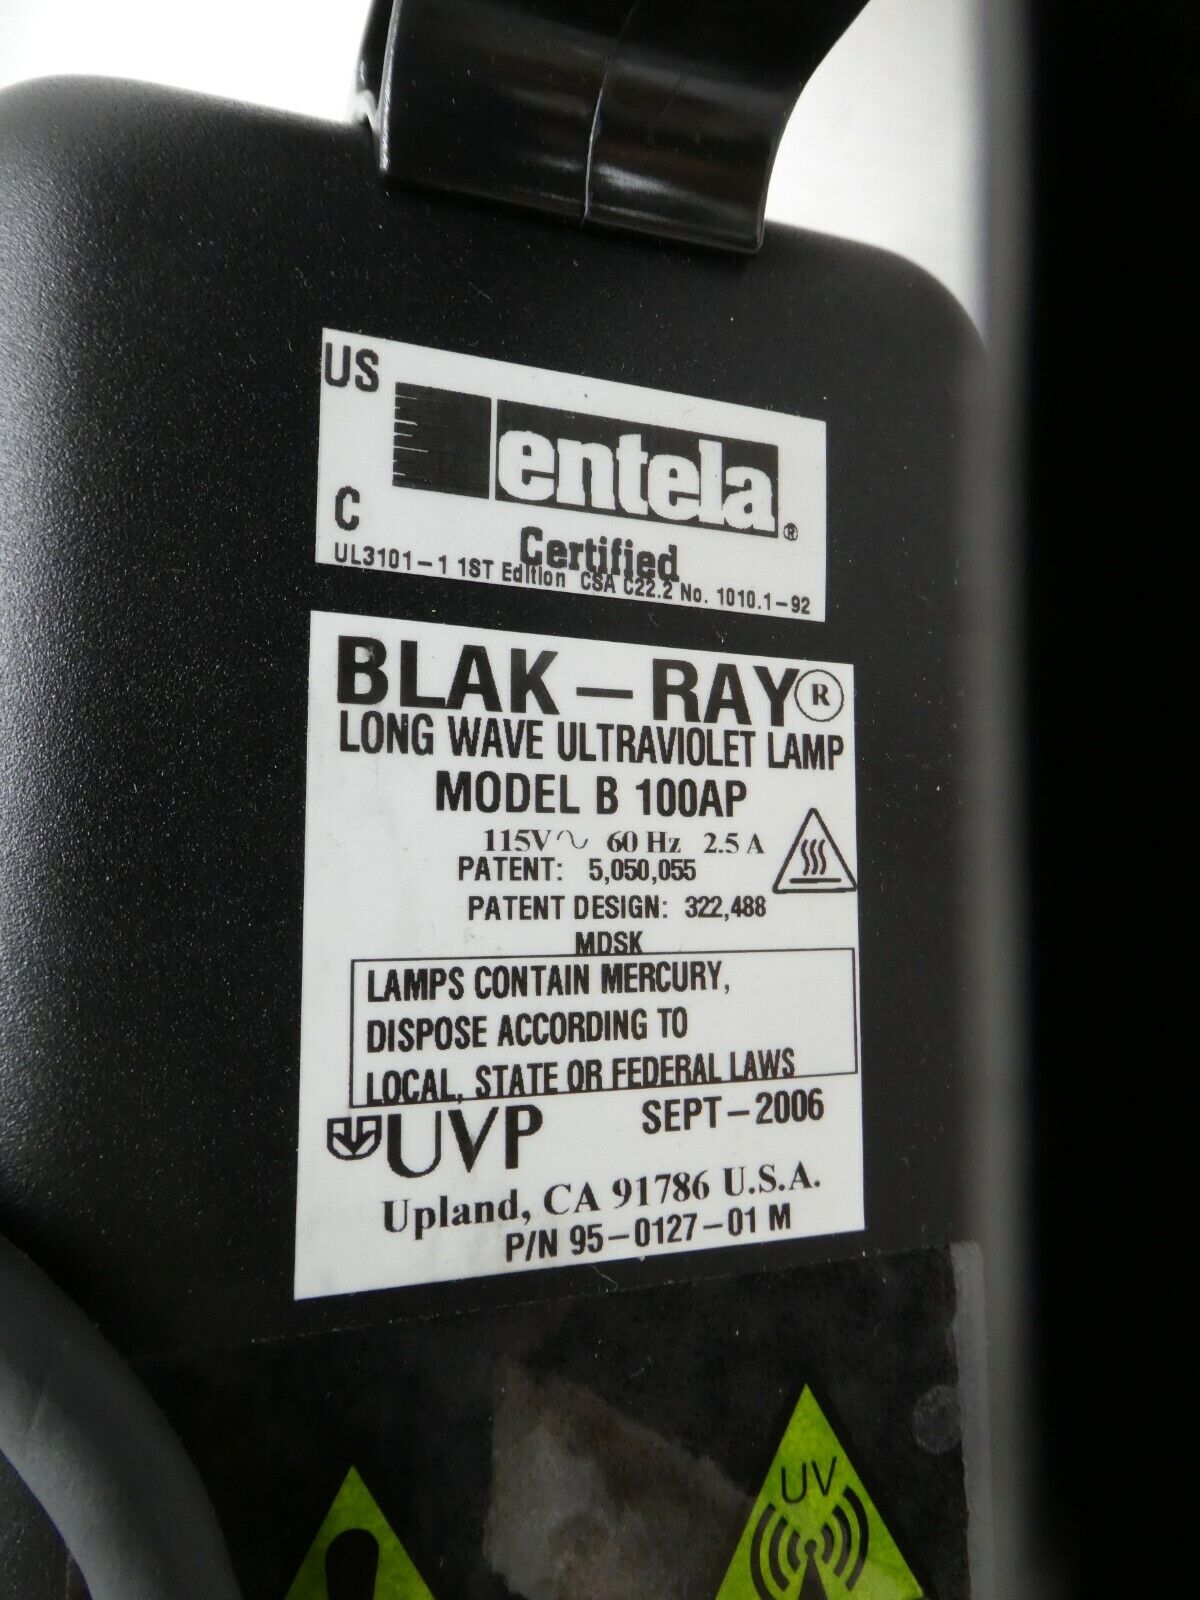 US
entela®
C
Certified
UL3101-1 1ST Edition CSA C22.2 No. 1010.1-92
BLAK-RAY®
LONG WAVE ULTRAVIOLET LAMP
MODEL B 100AP
115V~ 60 Hz 2.5 A
PATENT: 5,050,055
PATENT DESIGN: 322,488
MDSK
LAMPS CONTAIN MERCURY,
DISPOSE ACCORDING TO
LOCAL, STATE OR FEDERAL LAWS
UVP SEPT-2006
Upland, CA 91786 U.S.A.
P/N 95-0127-01 M
UV